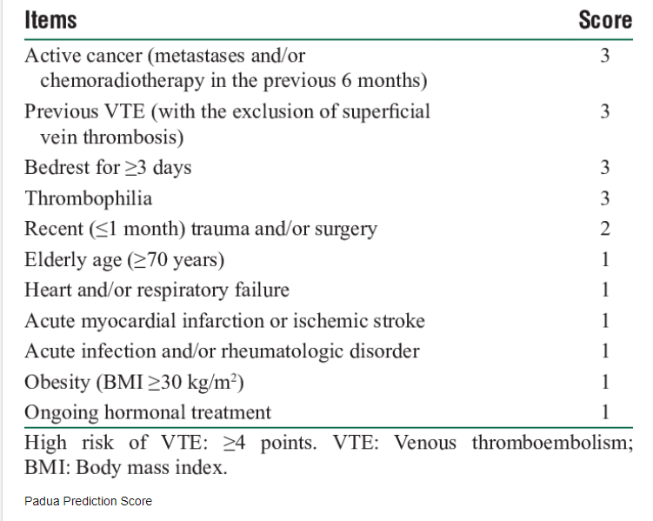 Items Score
Active cancer (metastases and/or 3
chemoradiotherapy in the previous 6 months)
Previous VTE (with the exclusion of superficial 3
vein thrombosis)
Bedrest for ≥3 days 3
Thrombophilia 3
Recent (≤1 month) trauma and/or surgery 2
Elderly age (≥70 years) 1
Heart and/or respiratory failure 1
Acute myocardial infarction or ischemic stroke 1
Acute infection and/or rheumatologic disorder 1
Obesity (BMI ≥30 kg/m²) 1
Ongoing hormonal treatment 1
High risk of VTE: ≥4 points. VTE: Venous thromboembolism;
BMI: Body mass index.
Padua Prediction Score